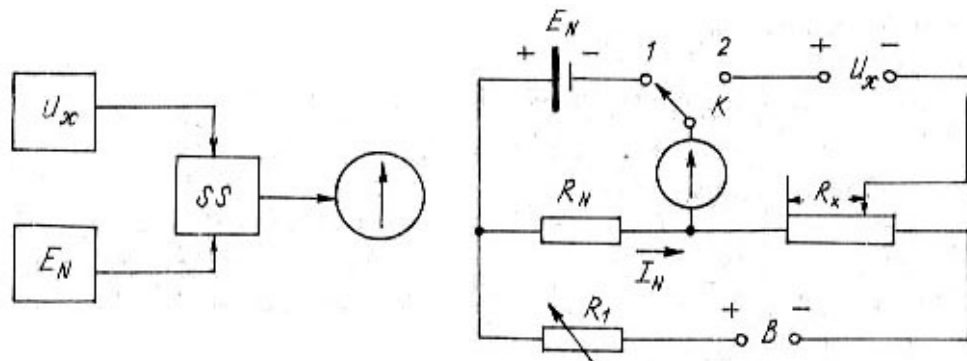 U_x
SS
E_N
E_N
+ −
1 2
+ −
U_x
K
R_N
R_x
I_N
R_1
+ −
B